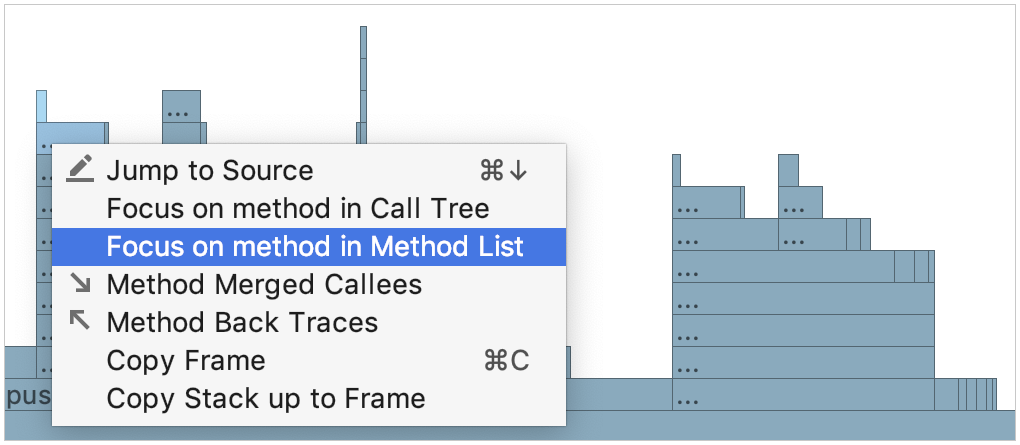 ...
Jump to Source ⌘↓
Focus on method in Call Tree
... ...
Focus on method in Method List
... ...
...
Method Merged Callees
...
Method Back Traces
...
Copy Frame ⌘C
...
pus
Copy Stack up to Frame
...